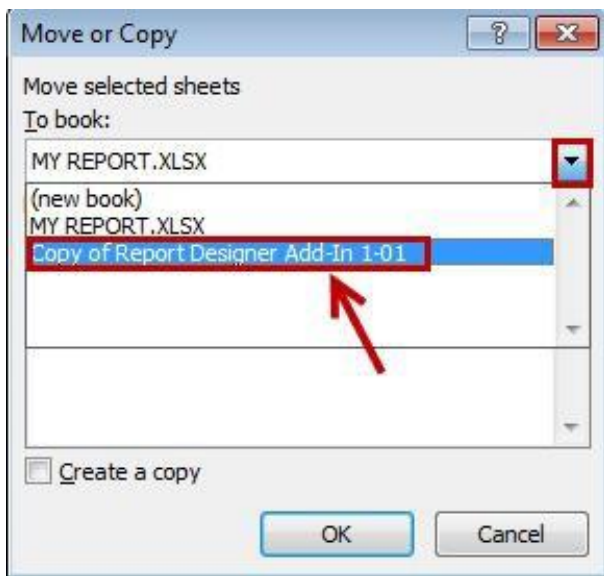 Move or Copy
Move selected sheets
To book:
MY REPORT.XLSX
(new book)
MY REPORT.XLSX
Copy of Report Designer Add-In 1-01
Create a copy
OK Cancel